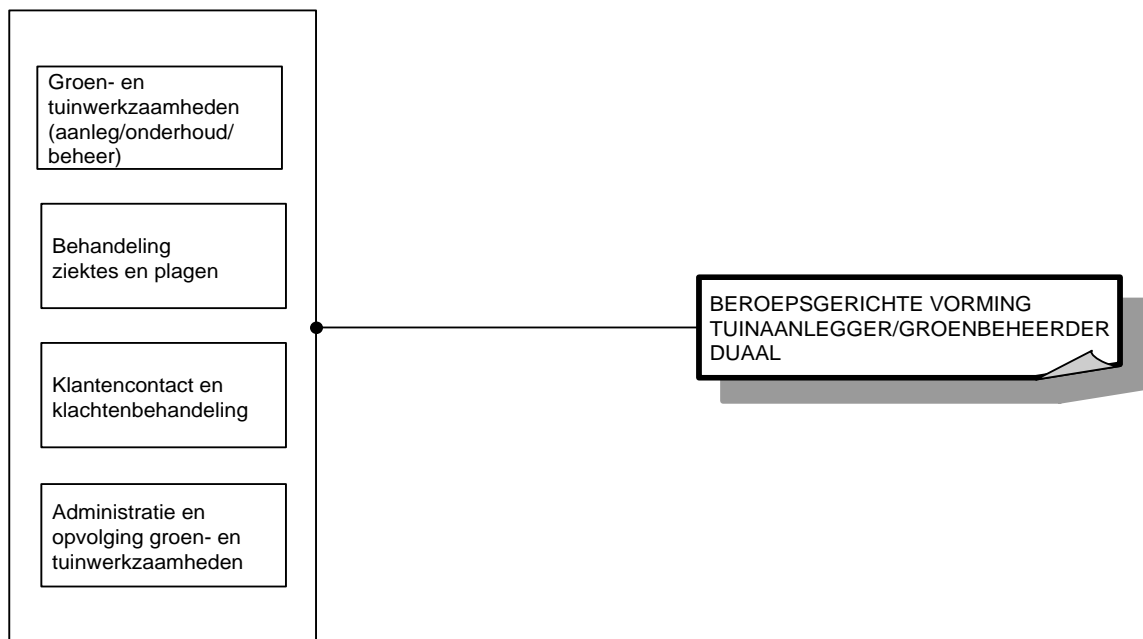 Groen- en
tuinwerkzaamheden
(aanleg/onderhoud/
beheer)
Behandeling
ziektes en plagen
Klantencontact en
klachtenbehandeling
Administratie en
opvolging groen- en
tuinwerkzaamheden
BEROEPSGERICHTE VORMING
TUINAANLEGGER/GROENBEHEERDER
DUAAL